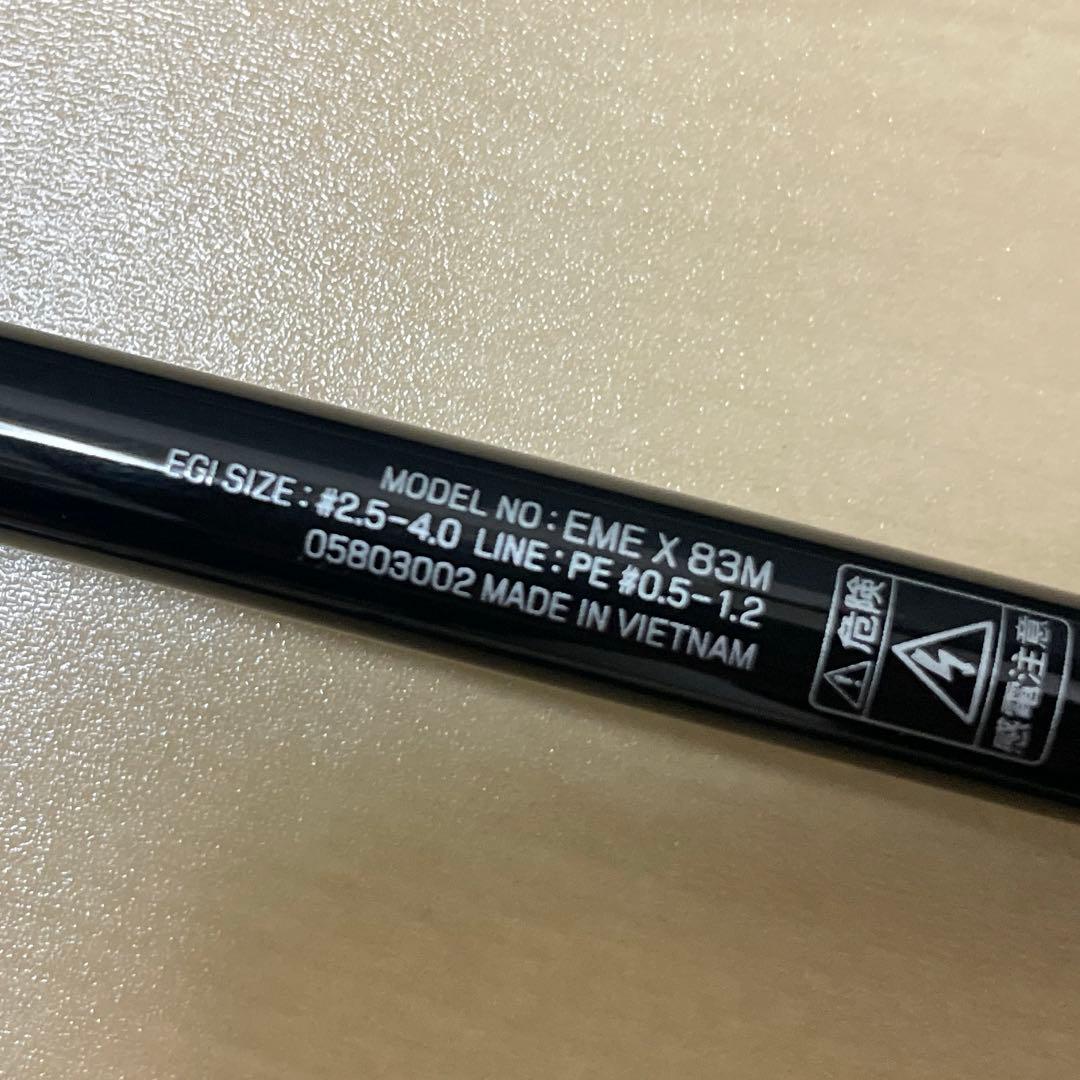 MODEL NO : EME X 83M
EGI SIZE : #2.5-4.0 LINE : PE #0.5-1.2
05803002 MADE IN VIETNAM
危険
感電注意